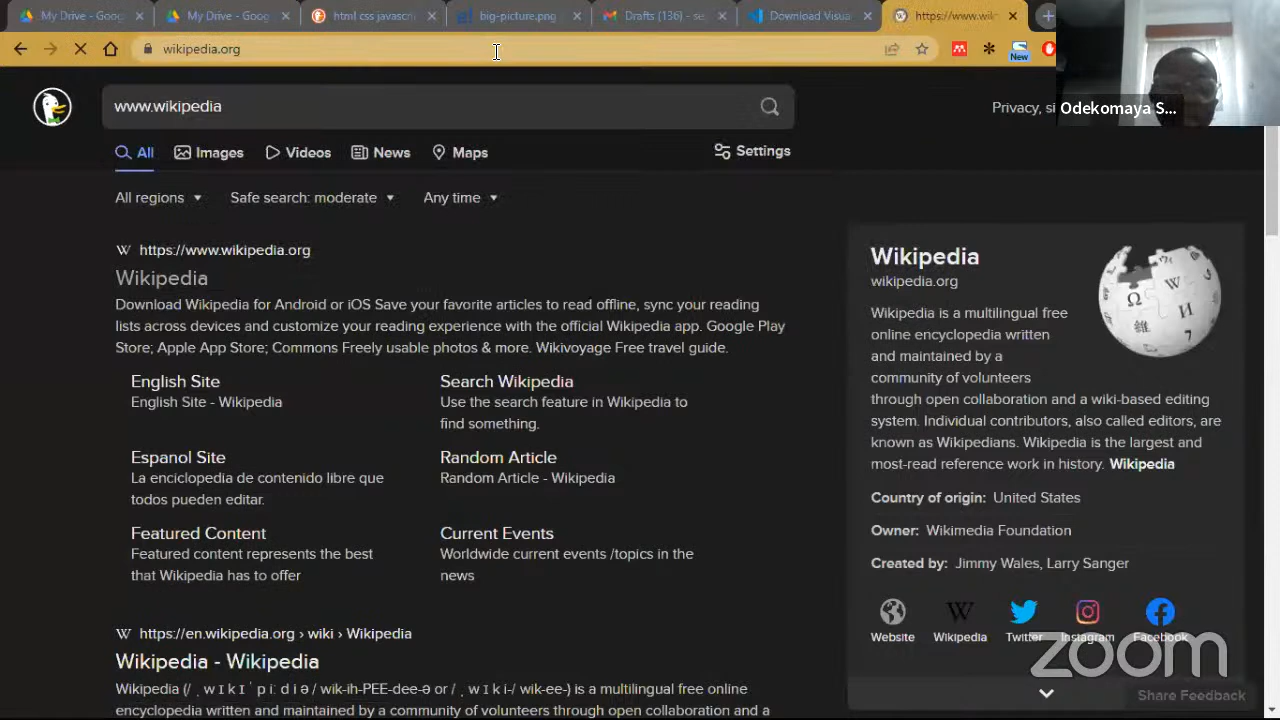 My Drive - Goog
My Drive - Goog
html css javascri
big-picture.png
Drafts (136) - se
Download Visua
https://www.wik
wikipedia.org
New
Odekomaya S...
www.wikipedia
Privacy, si
All
Images
Videos
News
Maps
Settings
All regions
Safe search: moderate
Any time
W https://www.wikipedia.org
Wikipedia
Download Wikipedia for Android or iOS Save your favorite articles to read offline, sync your reading
lists across devices and customize your reading experience with the official Wikipedia app. Google Play
Store; Apple App Store; Commons Freely usable photos & more. Wikivoyage Free travel guide.
English Site
English Site - Wikipedia
Search Wikipedia
Use the search feature in Wikipedia to
find something.
Espanol Site
La enciclopedia de contenido libre que
todos pueden editar.
Random Article
Random Article - Wikipedia
Featured Content
Featured content represents the best
that Wikipedia has to offer
Current Events
Worldwide current events /topics in the
news
W https://en.wikipedia.org › wiki › Wikipedia
Wikipedia - Wikipedia
Wikipedia (/ ˌ w ɪ k ɪ ˈ p iː d i ə / wik-ih-PEE-dee-ə or / ˌ w ɪ k i-/ wik-ee-) is a multilingual free online
encyclopedia written and maintained by a community of volunteers through open collaboration and a
Wikipedia
wikipedia.org
Wikipedia is a multilingual free
online encyclopedia written
and maintained by a
community of volunteers
through open collaboration and a wiki-based editing
system. Individual contributors, also called editors, are
known as Wikipedians. Wikipedia is the largest and
most-read reference work in history. Wikipedia
Country of origin: United States
Owner: Wikimedia Foundation
Created by: Jimmy Wales, Larry Sanger
Website
Wikipedia
Twitter
Instagram
Facebook
zoom
Share Feedback